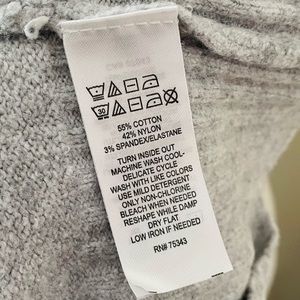 30
55% COTTON
42% NYLON
3% SPANDEX/ELASTANE
TURN INSIDE OUT
MACHINE WASH COOL-
DELICATE CYCLE
WASH WITH LIKE COLORS
USE MILD DETERGENT
ONLY NON-CHLORINE
BLEACH WHEN NEEDED
RESHAPE WHILE DAMP
DRY FLAT
LOW IRON IF NEEDED
RN# 75343